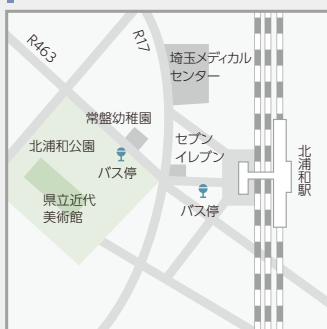 R463
R17
埼玉メディカル
センター
常盤幼稚園
セブン
イレブン
北浦和公園
バス停
北浦和駅
県立近代
美術館
バス停